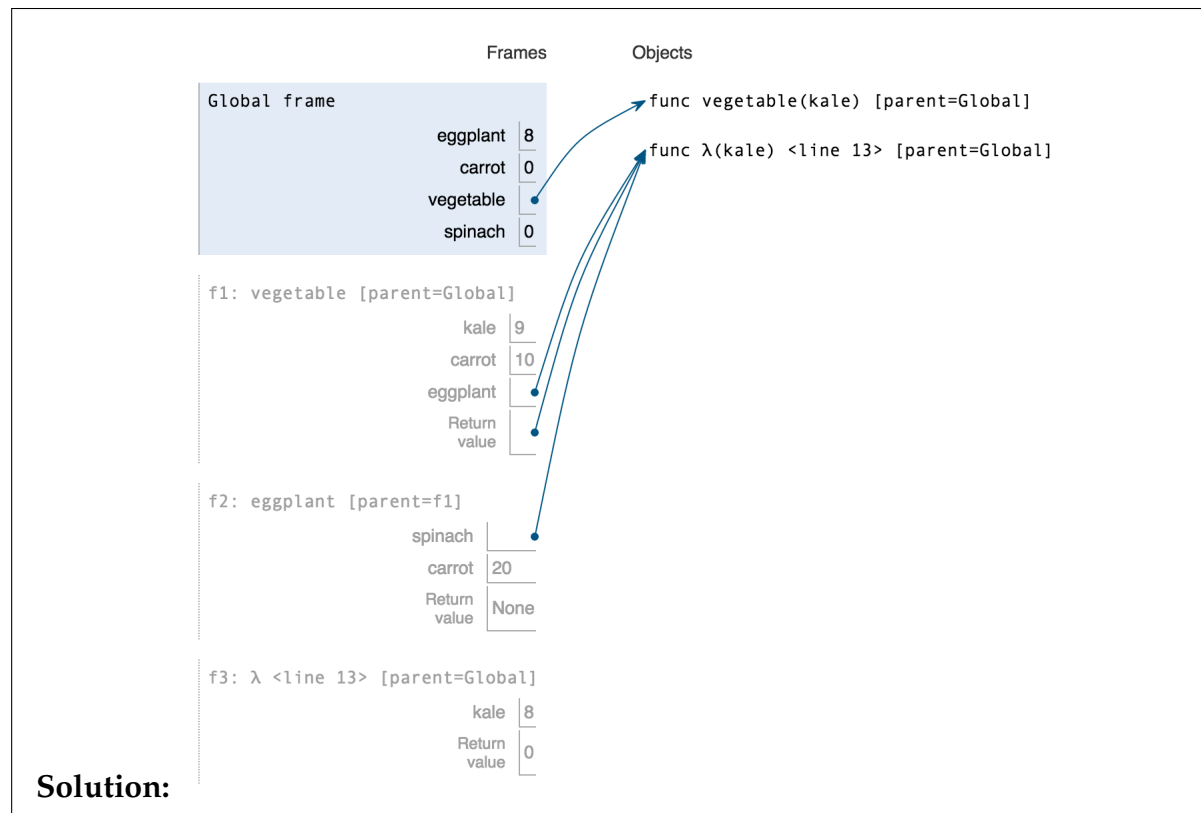 Frames Objects
Global frame
eggplant 8
carrot 0
vegetable
spinach 0
func vegetable(kale) [parent=Global]
func λ(kale) <line 13> [parent=Global]
f1: vegetable [parent=Global]
kale 9
carrot 10
eggplant
Return
value
f2: eggplant [parent=f1]
spinach
carrot 20
Return
value None
f3: λ <line 13> [parent=Global]
kale 8
Return
value 0
Solution: